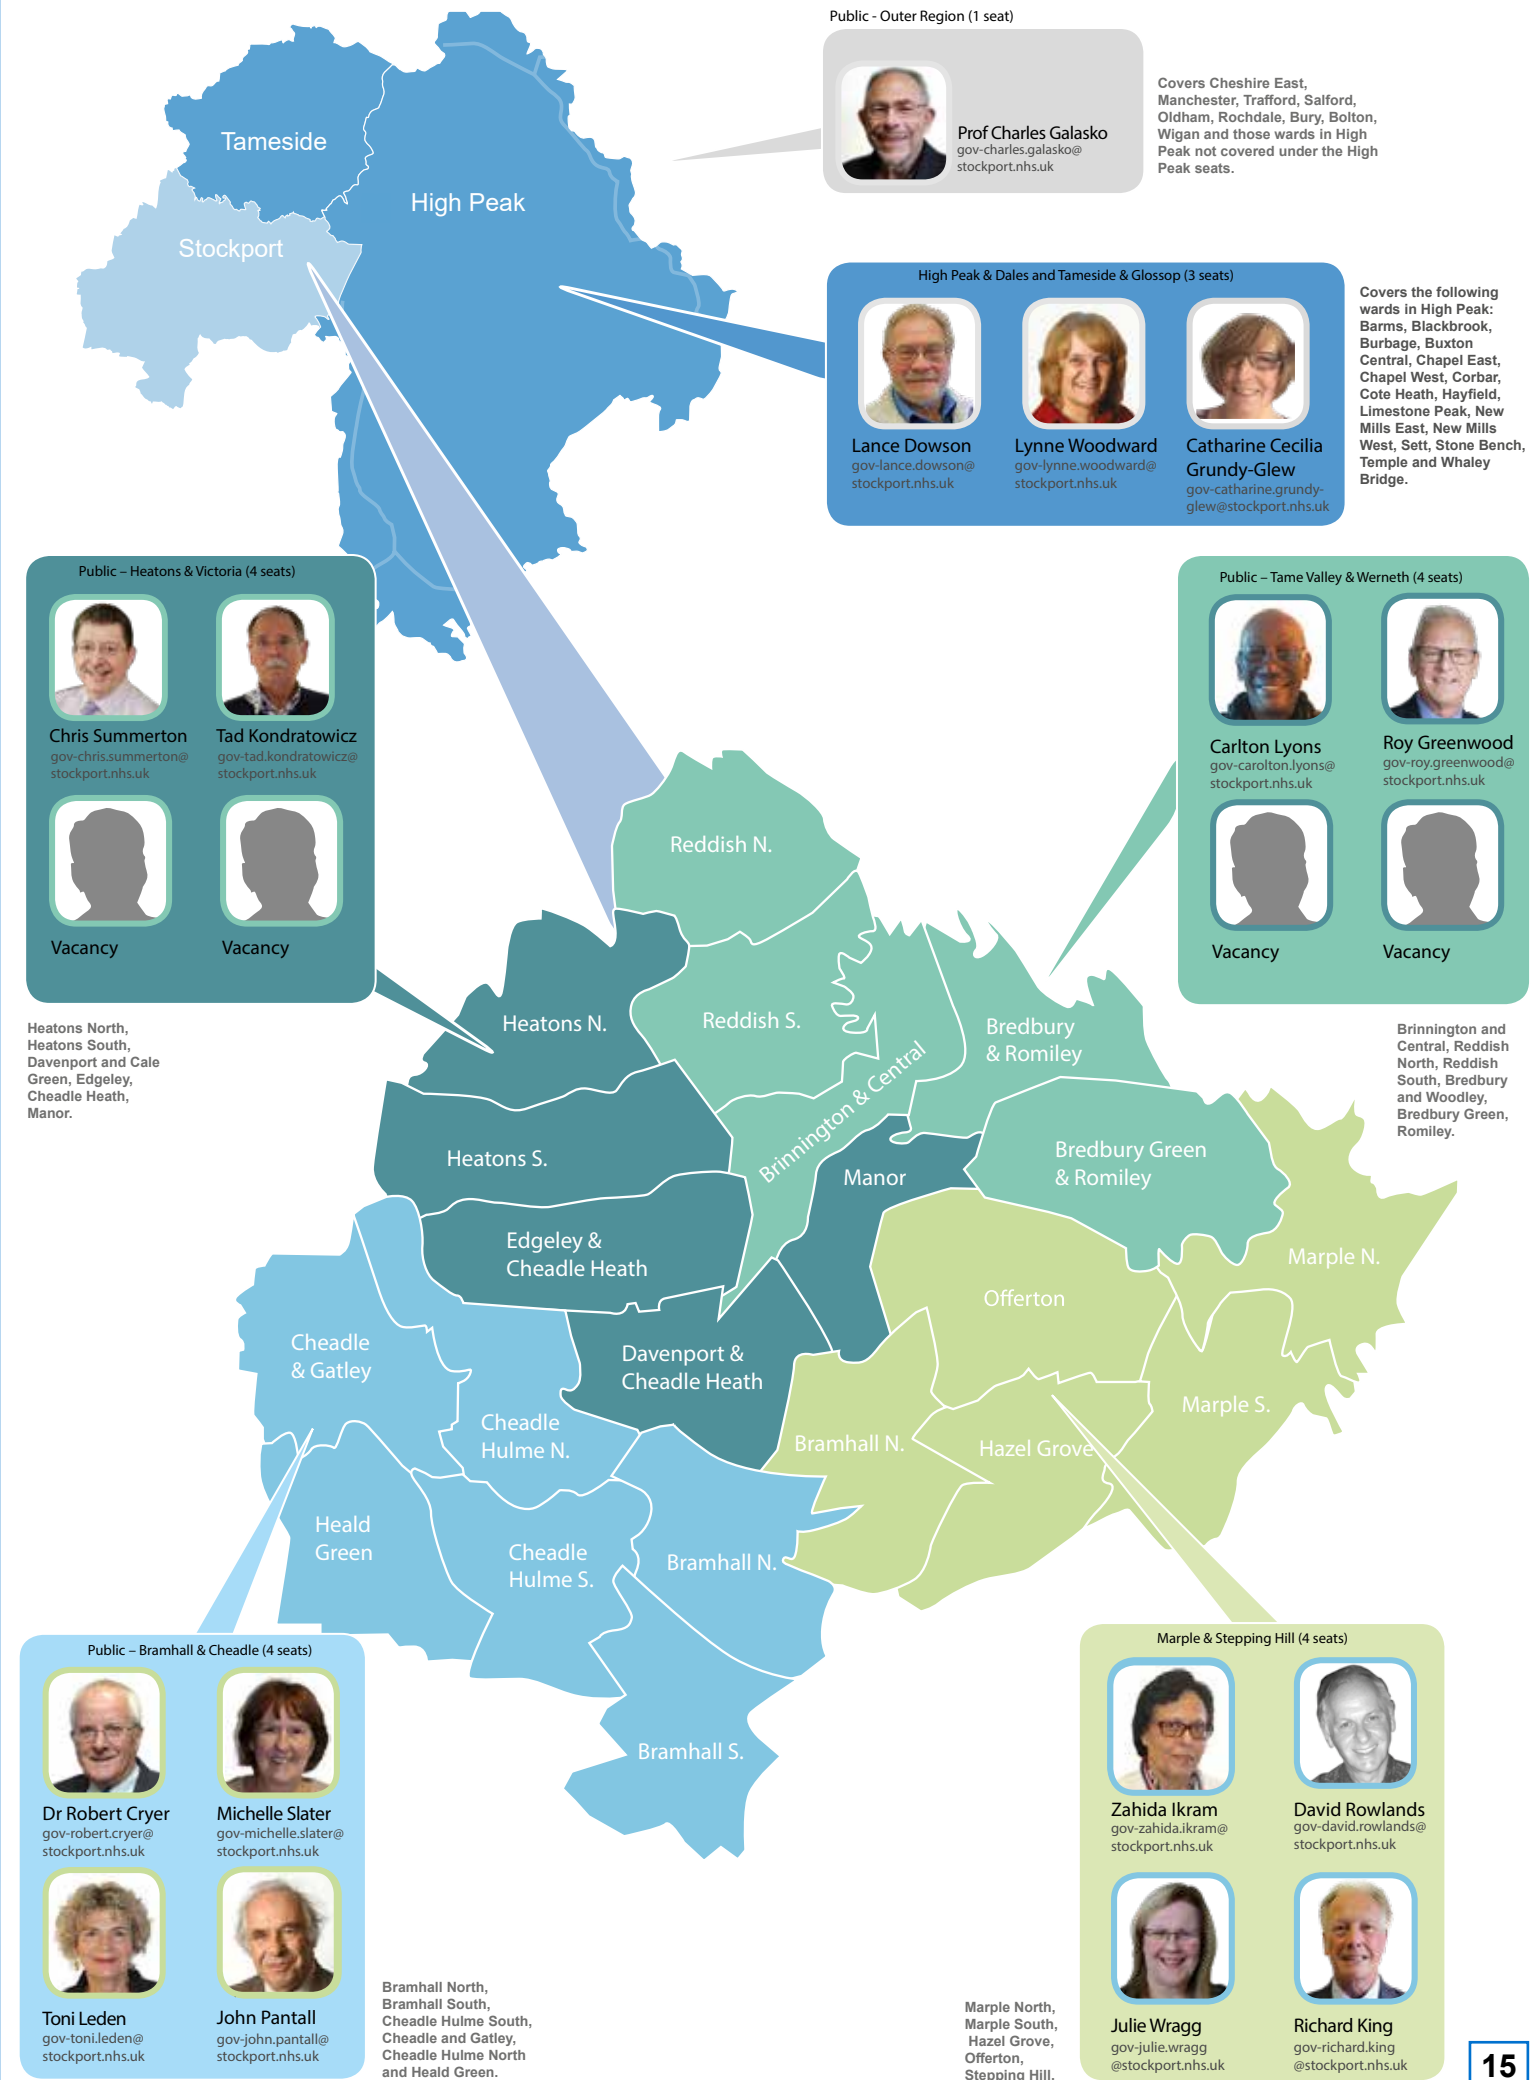 Public - Outer Region (1 seat)
Prof Charles Galasko
gov-charles.galasko@
stockport.nhs.uk
Covers Cheshire East,
Manchester, Trafford, Salford,
Oldham, Rochdale, Bury, Bolton,
Wigan and those wards in High
Peak not covered under the High
Peak seats.
Tameside
High Peak
Stockport
High Peak & Dales and Tameside & Glossop (3 seats)
Lance Dowson
gov-lance.dowson@
stockport.nhs.uk
Lynne Woodward
gov-lynne.woodward@
stockport.nhs.uk
Catharine Cecilia
Grundy-Glew
gov-catharine.grundy-
glew@stockport.nhs.uk
Covers the following
wards in High Peak:
Barms, Blackbrook,
Burbage, Buxton
Central, Chapel East,
Chapel West, Corbar,
Cote Heath, Hayfield,
Limestone Peak, New
Mills East, New Mills
West, Sett, Stone Bench,
Temple and Whaley
Bridge.
Public – Heatons & Victoria (4 seats)
Chris Summerton
gov-chris.summerton@
stockport.nhs.uk
Tad Kondratowicz
gov-tad.kondratowicz@
stockport.nhs.uk
Vacancy
Vacancy
Heatons North,
Heatons South,
Davenport and Cale
Green, Edgeley,
Cheadle Heath,
Manor.
Public – Tame Valley & Werneth (4 seats)
Carlton Lyons
gov-carolton.lyons@
stockport.nhs.uk
Roy Greenwood
gov-roy.greenwood@
stockport.nhs.uk
Vacancy
Vacancy
Brinnington and
Central, Reddish
North, Reddish
South, Bredbury
and Woodley,
Bredbury Green,
Romiley.
Reddish N.
Heatons N.
Reddish S.
Bredbury
& Romiley
Brinnington & Central
Heatons S.
Manor
Bredbury Green
& Romiley
Edgeley &
Cheadle Heath
Marple N.
Offerton
Cheadle
& Gatley
Davenport &
Cheadle Heath
Marple S.
Cheadle
Hulme N.
Bramhall N.
Hazel Grove
Heald
Green
Cheadle
Hulme S.
Bramhall N.
Bramhall S.
Public – Bramhall & Cheadle (4 seats)
Dr Robert Cryer
gov-robert.cryer@
stockport.nhs.uk
Michelle Slater
gov-michelle.slater@
stockport.nhs.uk
Toni Leden
gov-toni.leden@
stockport.nhs.uk
John Pantall
gov-john.pantall@
stockport.nhs.uk
Bramhall North,
Bramhall South,
Cheadle Hulme South,
Cheadle and Gatley,
Cheadle Hulme North
and Heald Green.
Marple & Stepping Hill (4 seats)
Zahida Ikram
gov-zahida.ikram@
stockport.nhs.uk
David Rowlands
gov-david.rowlands@
stockport.nhs.uk
Julie Wragg
gov-julie.wragg
@stockport.nhs.uk
Richard King
gov-richard.king
@stockport.nhs.uk
Marple North,
Marple South,
Hazel Grove,
Offerton,
Stepping Hill.
15